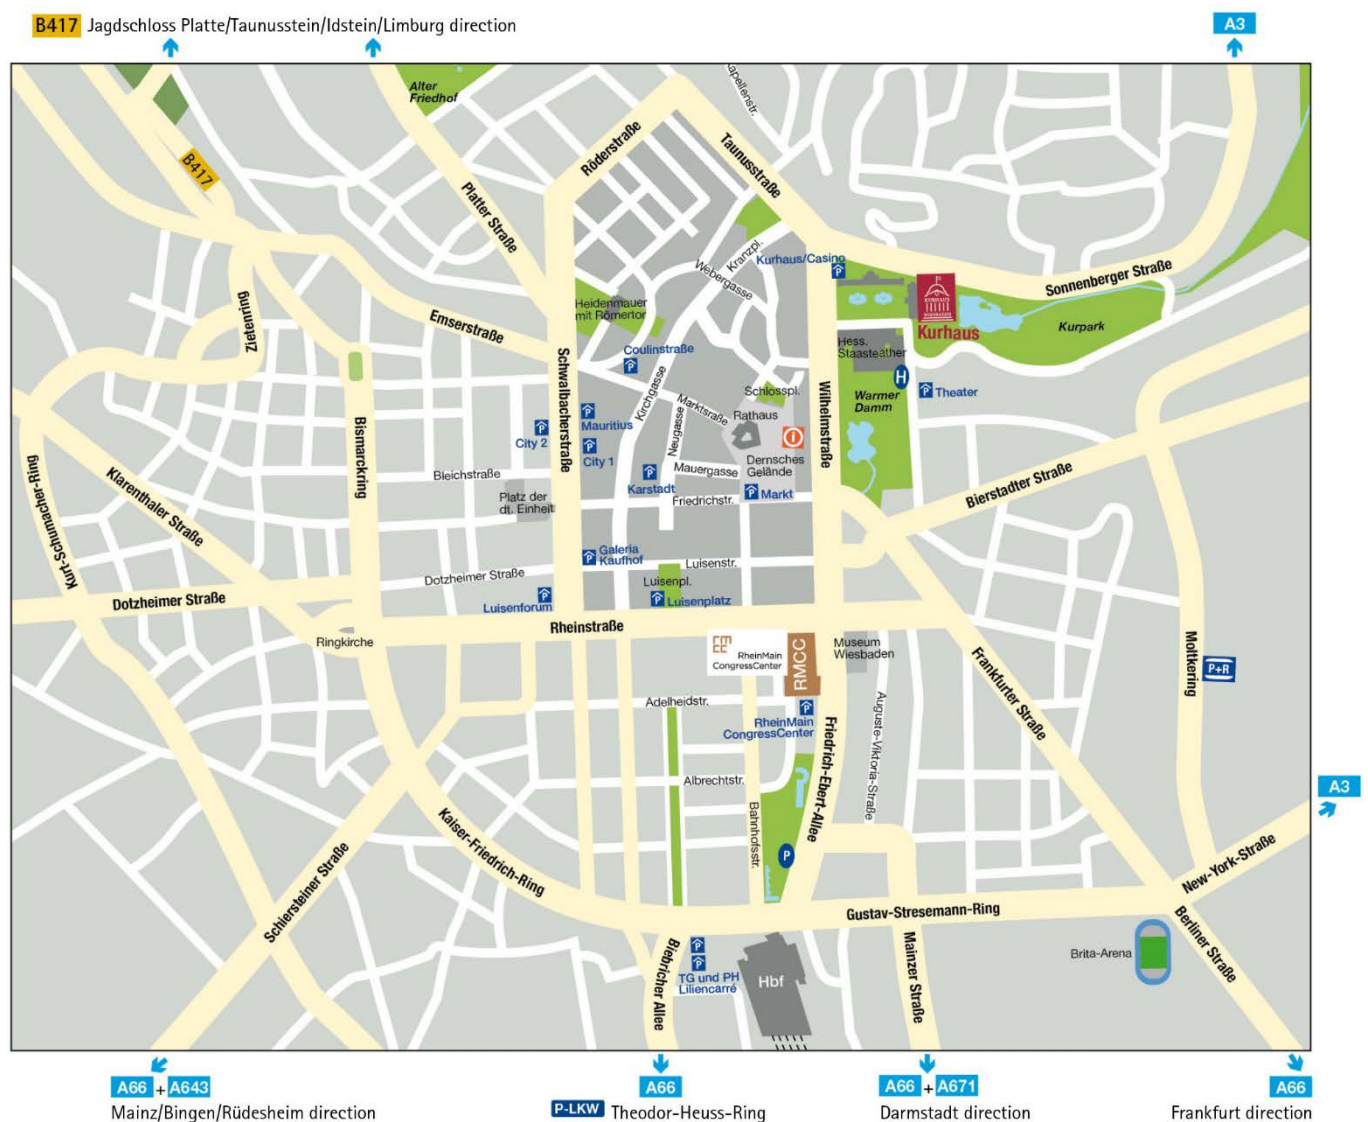 B417 Jagdschloss Platte/Taunusstein/Idstein/Limburg direction
A3
Alter
Friedhof
B417
Platter Straße
Röderstraße
Taunusstraße
Kranzpl.
Webergasse
Kurhaus/Casino
P
Sonnenberger Straße
KURHAUS
WIESBADEN
Kurhaus
Kurpark
Zietenring
Emserstraße
Heidenmauer
mit Römertor
Coulinstraße
P
Hess.
Staasteather
H
Warmer
Damm
P
Theater
Schwalbacherstraße
Kirchgasse
Marktsraße
Neugasse
Schlosspl.
Rathaus
i
Dernsches
Gelände
Wilhelmstraße
P
Mauritius
P
City 2
P
City 1
Bismarckring
Bleichstraße
P
Karstadt
Mauergasse
P
Markt
Friedrichstr.
Platz der
dt. Einheit
Bierstadter Straße
Kurt-Schumacher-Ring
Klarenthaler Straße
P
Galeria
Kaufhof
Luisenstr.
Dotzheimer Straße
Luisenpl.
P
Luisenplatz
P
Luisenforum
Dotzheimer Straße
Rheinstraße
Ringkirche
rm
cc
RheinMain
CongressCenter
RMCC
Museum
Wiesbaden
Frankfurter Straße
Moltkering
P+R
Adelheidstr.
P
RheinMain
CongressCenter
Auguste-Viktoria-Straße
Friedrich-Ebert-Allee
Albrechtstr.
Bahnhofsstr.
P
A3
Kaiser-Friedrich-Ring
Schiersteiner Straße
New-York-Straße
Gustav-Stresemann-Ring
Berliner Straße
Brita-Arena
Mainzer Straße
Biebricher Allee
P
P
TG und PH
Liliencarré
Hbf
A66 + A643
Mainz/Bingen/Rüdesheim direction
A66
P-LKW Theodor-Heuss-Ring
A66 + A671
Darmstadt direction
A66
Frankfurt direction